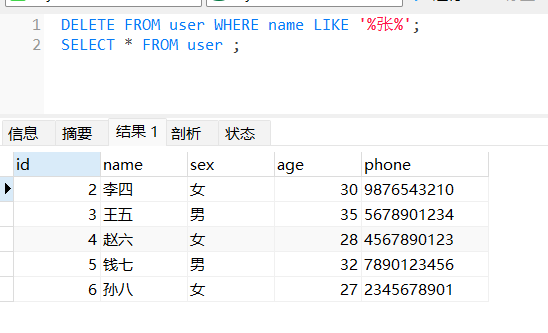 1 DELETE FROM user WHERE name LIKE '%张%';
2 SELECT * FROM user ;
信息 摘要 结果 1 剖析 状态
id name sex age phone
2 李四 女 30 9876543210
3 王五 男 35 5678901234
4 赵六 女 28 4567890123
5 钱七 男 32 7890123456
6 孙八 女 27 2345678901